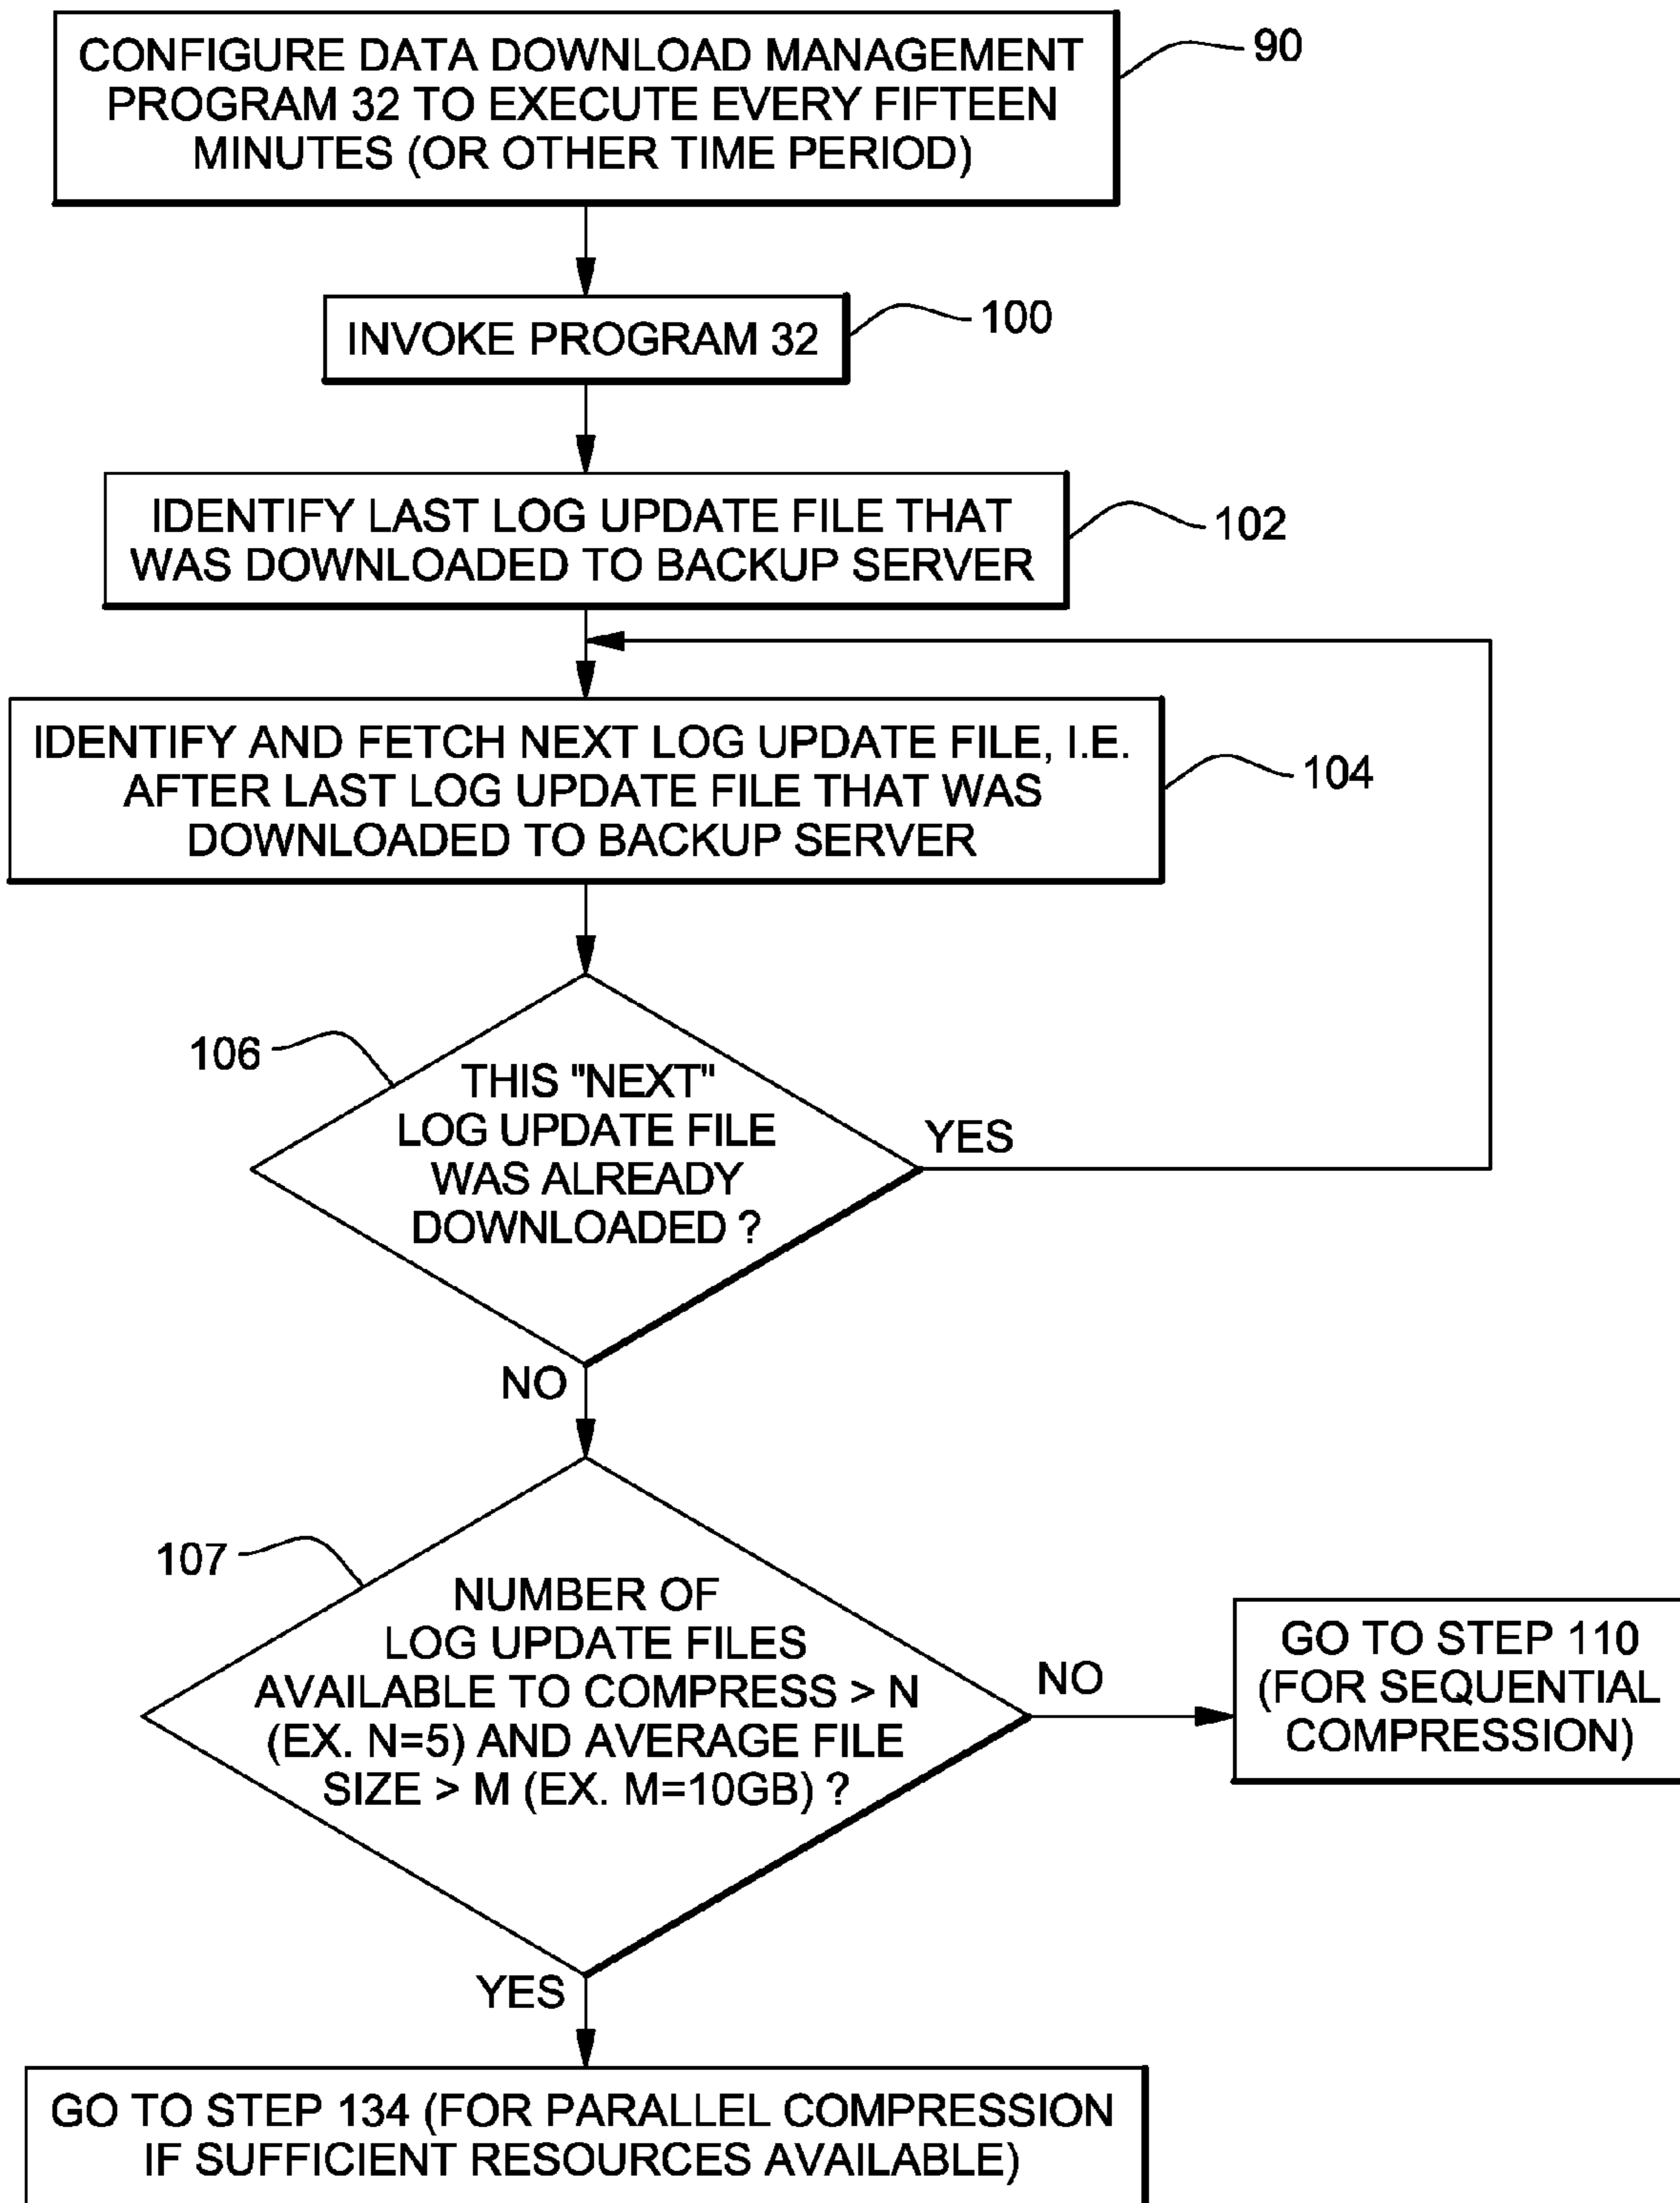 CONFIGURE DATA DOWNLOAD MANAGEMENT
PROGRAM 32 TO EXECUTE EVERY FIFTEEN
MINUTES (OR OTHER TIME PERIOD)
90
INVOKE PROGRAM 32
100
IDENTIFY LAST LOG UPDATE FILE THAT
WAS DOWNLOADED TO BACKUP SERVER
102
IDENTIFY AND FETCH NEXT LOG UPDATE FILE, I.E.
AFTER LAST LOG UPDATE FILE THAT WAS
DOWNLOADED TO BACKUP SERVER
104
106
THIS "NEXT"
LOG UPDATE FILE
WAS ALREADY
DOWNLOADED ?
YES
NO
107
NUMBER OF
LOG UPDATE FILES
AVAILABLE TO COMPRESS > N
(EX. N=5) AND AVERAGE FILE
SIZE > M (EX. M=10GB) ?
NO
GO TO STEP 110
(FOR SEQUENTIAL
COMPRESSION)
YES
GO TO STEP 134 (FOR PARALLEL COMPRESSION
IF SUFFICIENT RESOURCES AVAILABLE)